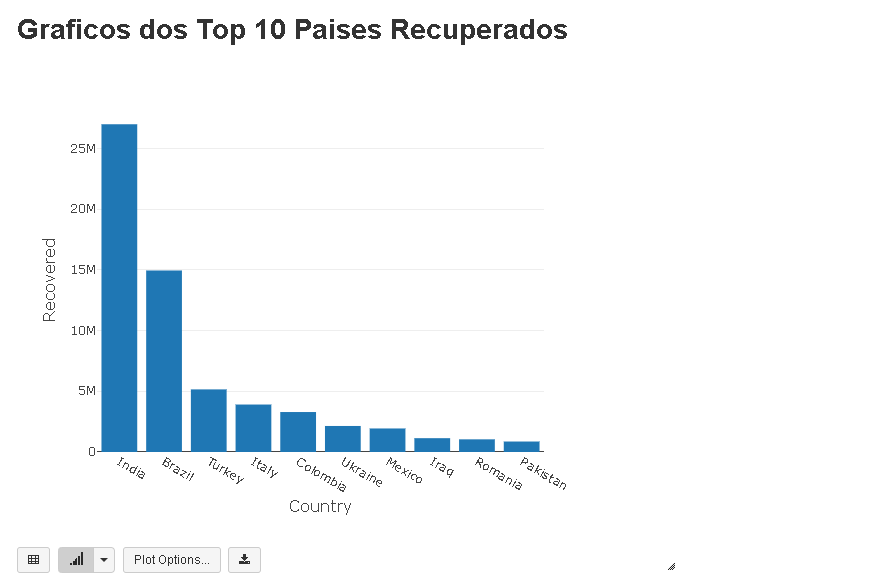 Graficos dos Top 10 Paises Recuperados
25M
20M
15M
10M
5M
0
Recovered
India
Brazil
Turkey
Italy
Colombia
Ukraine
Mexico
Iraq
Romania
Pakistan
Country
Plot Options...